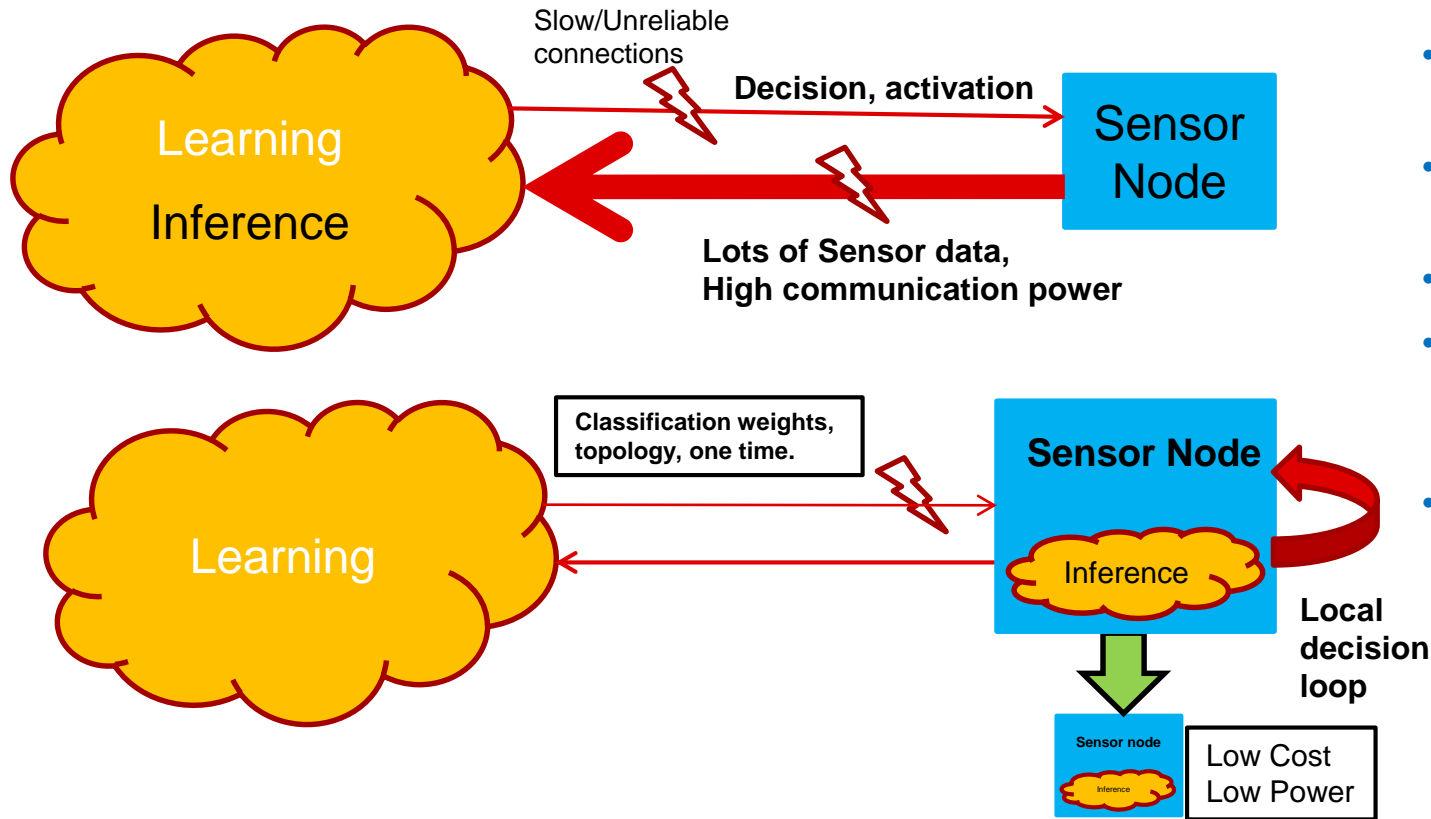 Slow/Unreliable
connections
Decision, activation
Learning
Inference
Sensor
Node
Lots of Sensor data,
High communication power
Classification weights,
topology, one time.
Sensor Node
Learning
Inference
Local
decision
loop
Sensor node
Inference
Low Cost
Low Power